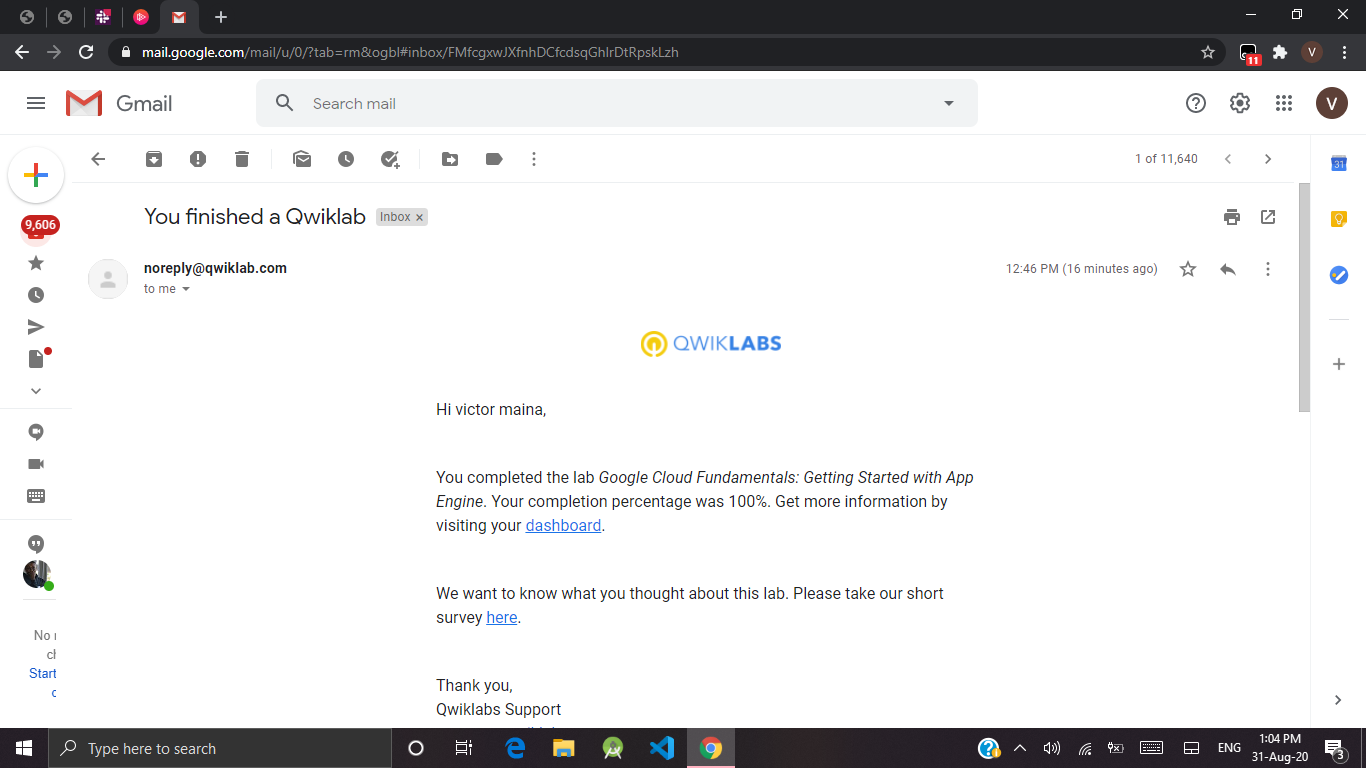 mail.google.com/mail/u/0/?tab=rm&ogbl#inbox/FMfcgxwJXfnhDCfcdsqGhIrDtRpskLzh
11
V
Gmail
Search mail
V
1 of 11,640
31
You finished a Qwiklab
Inbox ×
9,606
noreply@qwiklab.com
12:46 PM (16 minutes ago)
to me
QWIKLABS
Hi victor maina,
You completed the lab Google Cloud Fundamentals: Getting Started with App
Engine. Your completion percentage was 100%. Get more information by
visiting your dashboard.
We want to know what you thought about this lab. Please take our short
survey here.
No
Start
Thank you,
Qwiklabs Support
Type here to search
ENG
1:04 PM
31-Aug-20
3